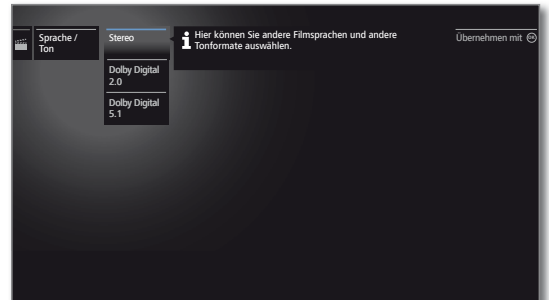 Sprache /
Ton
Stereo
Dolby Digital
2.0
Dolby Digital
5.1
Hier können Sie andere Filmsprachen und andere
Tonformate auswählen.
Übernehmen mit